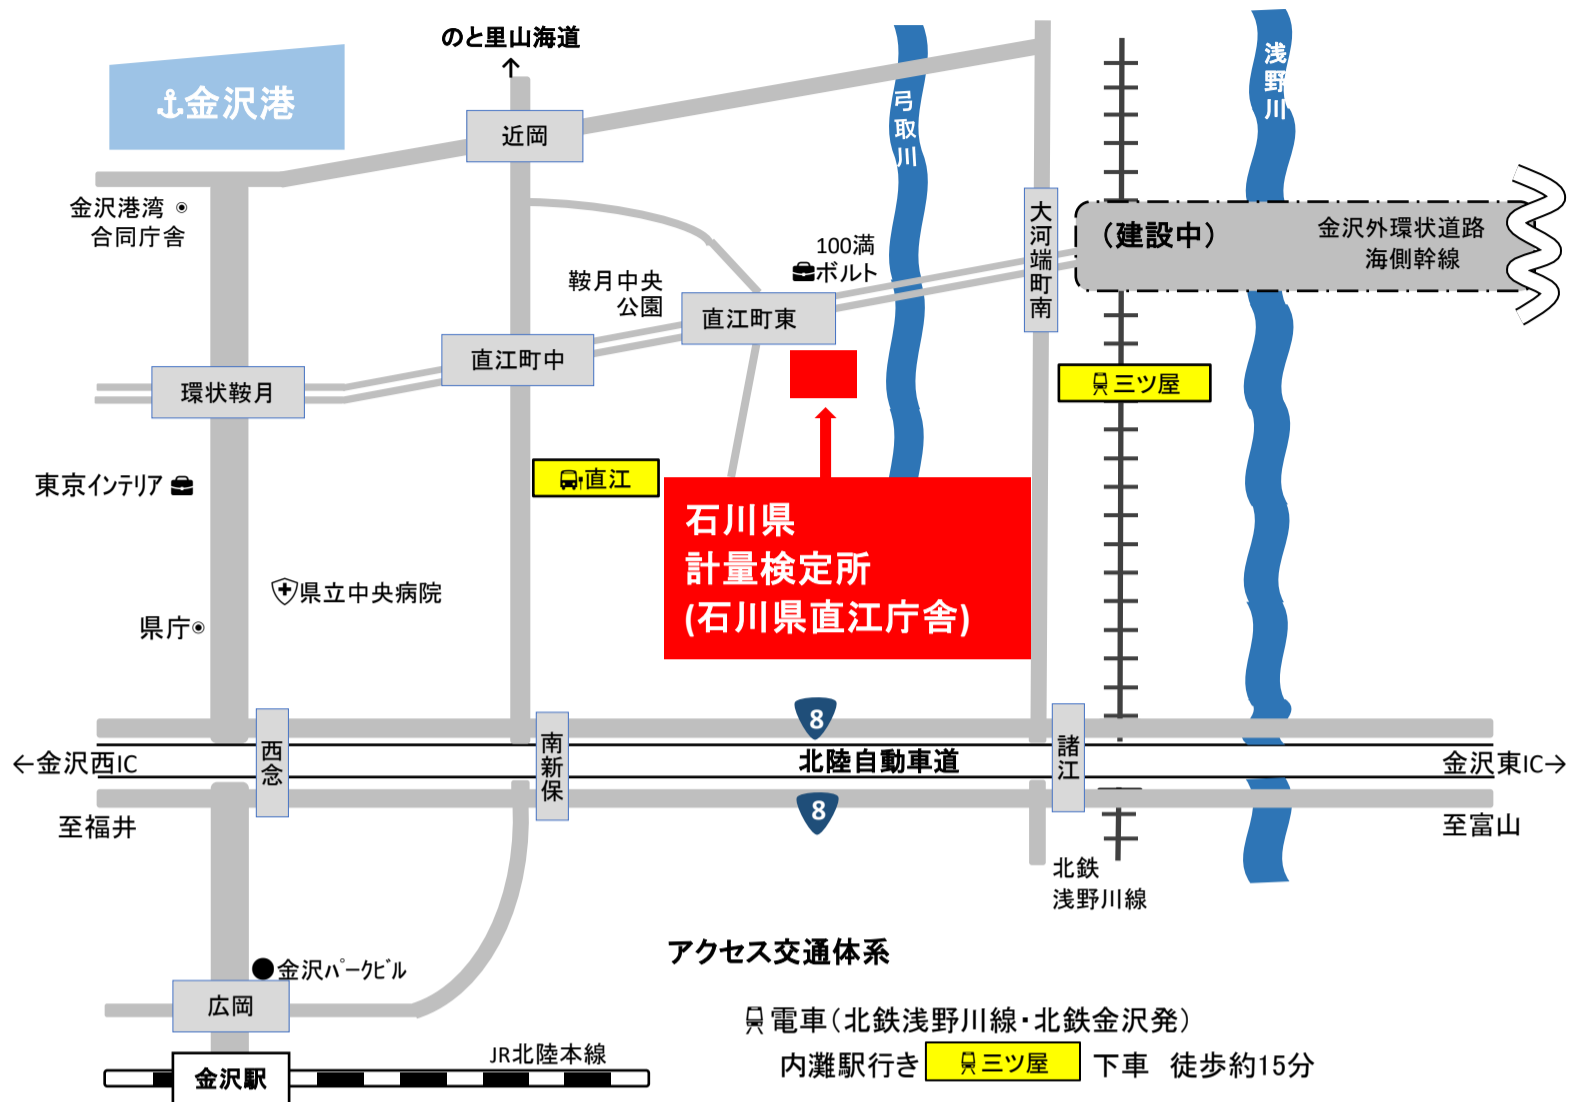 のと里山海道
↑
金沢港
近岡
弓取川
浅野川
金沢港湾
合同庁舎
大河端町南
(建設中)
金沢外環状道路
海側幹線
100満
ボルト
鞍月中央
公園
直江町東
直江町中
環状鞍月
三ツ屋
東京インテリア
直江
石川県
計量検定所
(石川県直江庁舎)
県立中央病院
県庁
8
西念
南新保
諸江
←金沢西IC
北陸自動車道
金沢東IC→
8
至福井
至富山
北鉄
浅野川線
アクセス交通体系
金沢パークビル
広岡
電車(北鉄浅野川線・北鉄金沢発)
JR北陸本線
内灘駅行き 三ツ屋 下車 徒歩約15分
金沢駅